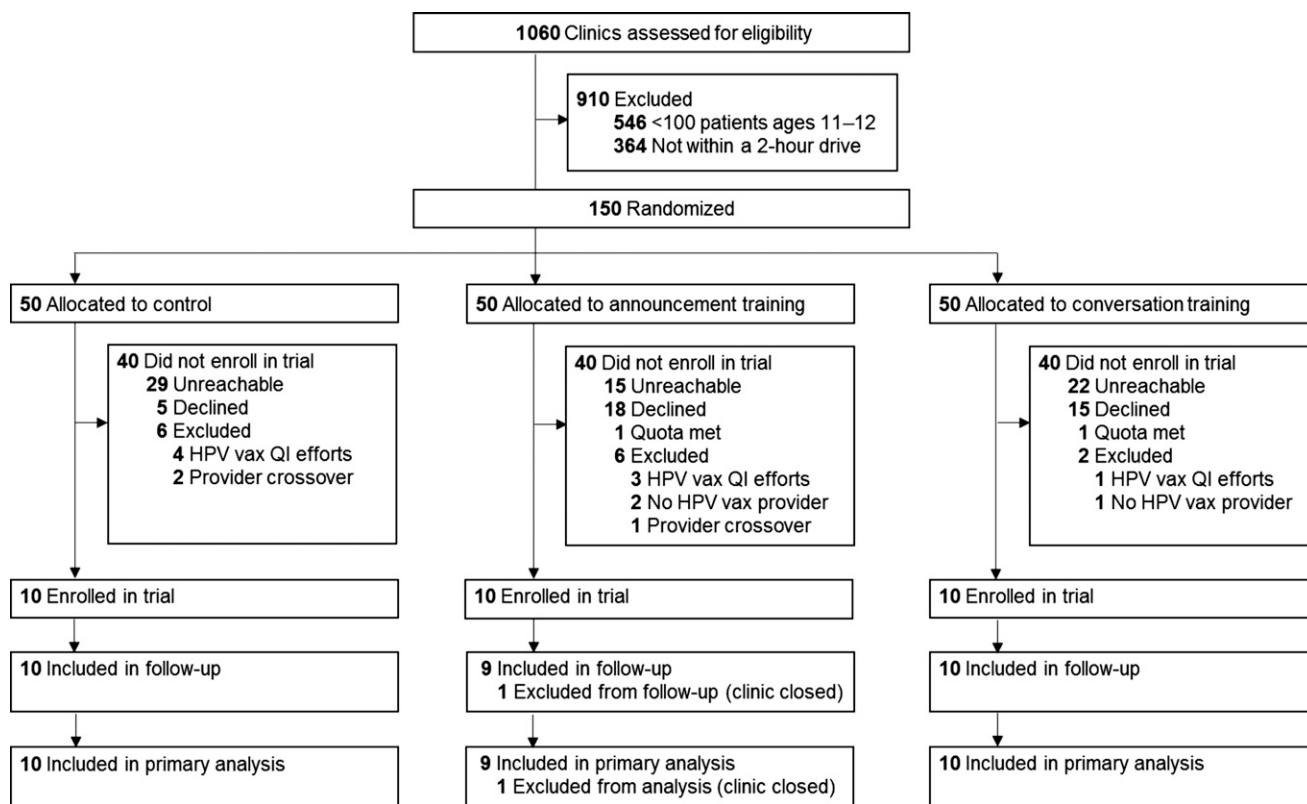 1060 Clinics assessed for eligibility
910 Excluded
546 <100 patients ages 11–12
364 Not within a 2-hour drive
150 Randomized
50 Allocated to control
40 Did not enroll in trial
29 Unreachable
5 Declined
6 Excluded
4 HPV vax QI efforts
2 Provider crossover
10 Enrolled in trial
10 Included in follow-up
10 Included in primary analysis
50 Allocated to announcement training
40 Did not enroll in trial
15 Unreachable
18 Declined
1 Quota met
6 Excluded
3 HPV vax QI efforts
2 No HPV vax provider
1 Provider crossover
10 Enrolled in trial
9 Included in follow-up
1 Excluded from follow-up (clinic closed)
9 Included in primary analysis
1 Excluded from analysis (clinic closed)
50 Allocated to conversation training
40 Did not enroll in trial
22 Unreachable
15 Declined
1 Quota met
2 Excluded
1 HPV vax QI efforts
1 No HPV vax provider
10 Enrolled in trial
10 Included in follow-up
10 Included in primary analysis